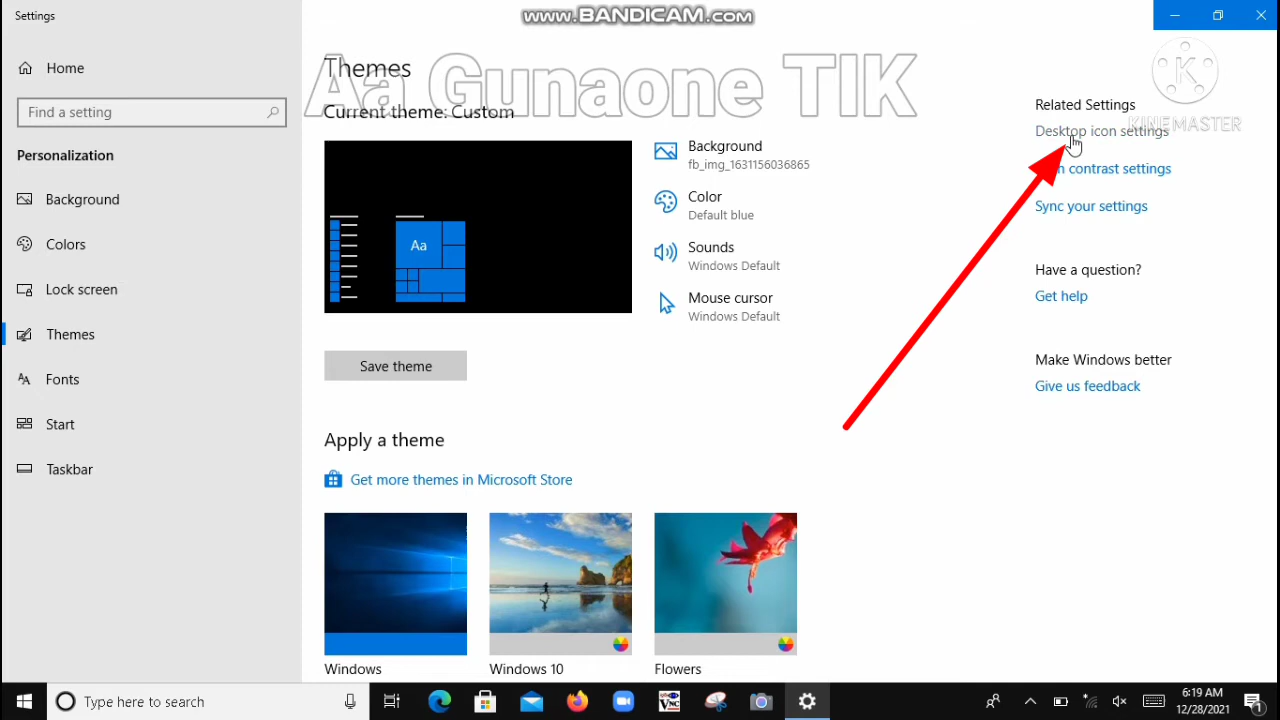 Settings
www.BANDICAM.com
Home
Find a setting
Personalization
Background
Colors
Lock screen
Themes
Fonts
Start
Taskbar
Themes
Aa Gunaone TIK
Current theme: Custom
Aa
Background
fb_img_1631156036865
Color
Default blue
Sounds
Windows Default
Mouse cursor
Windows Default
Save theme
Apply a theme
Get more themes in Microsoft Store
Windows
Windows 10
Flowers
K
KINEMASTER
Related Settings
Desktop icon settings
contrast settings
Sync your settings
Have a question?
Get help
Make Windows better
Give us feedback
Type here to search
VNC
6:19 AM
12/28/2021
1